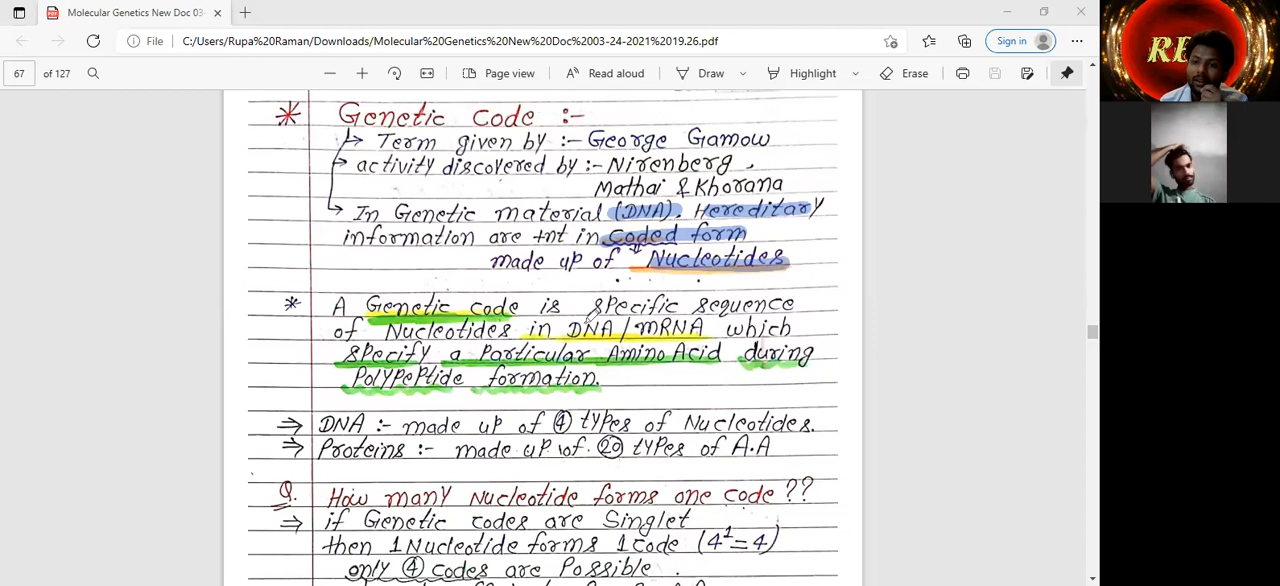 Molecular Genetics New Doc 03-
File
C:/Users/Rupa%20Raman/Downloads/Molecular%20Genetics%20New%20Doc%2003-24-2021%2019.26.pdf
Sign in
67 of 127
Page view
Read aloud
Draw
Highlight
Erase
RE
* Genetic Code :-
↳ Term given by :- George Gamow
→ activity discovered by :- Nirenberg,
Mathai & Khorana
↳ In Genetic material (DNA). Hereditary
information are tnt in coded form
made up of Nucleotides
* A Genetic code is specific sequence
of Nucleotides in DNA/mRNA which
specify a Particular Amino Acid during
Polypeptide formation.
⇒ DNA :- made up of ④ types of Nucleotides.
⇒ Proteins :- made up of ⑳ types of A.A
Q. How many Nucleotide forms one code ??
⇒ if Genetic codes are Singlet
then 1 Nucleotide forms 1 code (4¹=4)
only ④ codes are Possible.